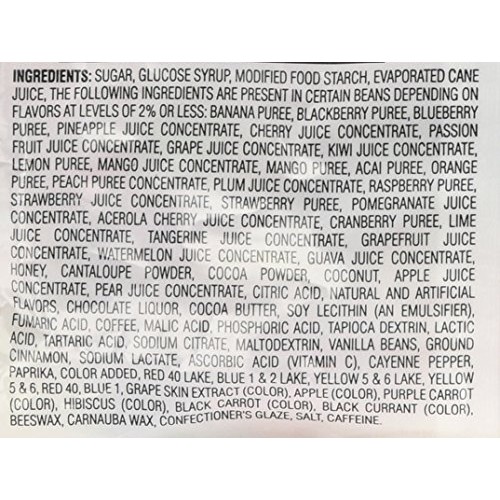 INGREDIENTS: SUGAR, GLUCOSE SYRUP, MODIFIED FOOD STARCH, EVAPORATED CANE
JUICE, THE FOLLOWING INGREDIENTS ARE PRESENT IN CERTAIN BEANS DEPENDING ON
FLAVORS AT LEVELS OF 2% OR LESS: BANANA PUREE, BLACKBERRY PUREE, BLUEBERRY
PUREE, PINEAPPLE JUICE CONCENTRATE, CHERRY JUICE CONCENTRATE, PASSION
FRUIT JUICE CONCENTRATE, GRAPE JUICE CONCENTRATE, KIWI JUICE CONCENTRATE,
LEMON PUREE, MANGO JUICE CONCENTRATE, MANGO PUREE, ACAI PUREE, ORANGE
PUREE, PEACH PUREE CONCENTRATE, PLUM JUICE CONCENTRATE, RASPBERRY PUREE,
STRAWBERRY JUICE CONCENTRATE, STRAWBERRY PUREE, POMEGRANATE JUICE
CONCENTRATE, ACEROLA CHERRY JUICE CONCENTRATE, CRANBERRY PUREE, LIME
JUICE CONCENTRATE, TANGERINE JUICE CONCENTRATE, GRAPEFRUIT JUICE
CONCENTRATE, WATERMELON JUICE CONCENTRATE, GUAVA JUICE CONCENTRATE,
HONEY, CANTALOUPE POWDER, COCOA POWDER, COCONUT, APPLE JUICE
CONCENTRATE, PEAR JUICE CONCENTRATE, CITRIC ACID, NATURAL AND ARTIFICIAL
FLAVORS, CHOCOLATE LIQUOR, COCOA BUTTER, SOY LECITHIN (AN EMULSIFIER),
FUMARIC ACID, COFFEE, MALIC ACID, PHOSPHORIC ACID, TAPIOCA DEXTRIN, LACTIC
ACID, TARTARIC ACID, SODIUM CITRATE, MALTODEXTRIN, VANILLA BEANS, GROUND
CINNAMON, SODIUM LACTATE, ASCORBIC ACID (VITAMIN C), CAYENNE PEPPER,
PAPRIKA, COLOR ADDED, RED 40 LAKE, BLUE 1 & 2 LAKE, YELLOW 5 & 6 LAKE, YELLOW
5 & 6, RED 40, BLUE 1, GRAPE SKIN EXTRACT (COLOR), APPLE (COLOR), PURPLE CARROT
(COLOR), HIBISCUS (COLOR), BLACK CARROT (COLOR), BLACK CURRANT (COLOR),
BEESWAX, CARNAUBA WAX, CONFECTIONER'S GLAZE, SALT, CAFFEINE.